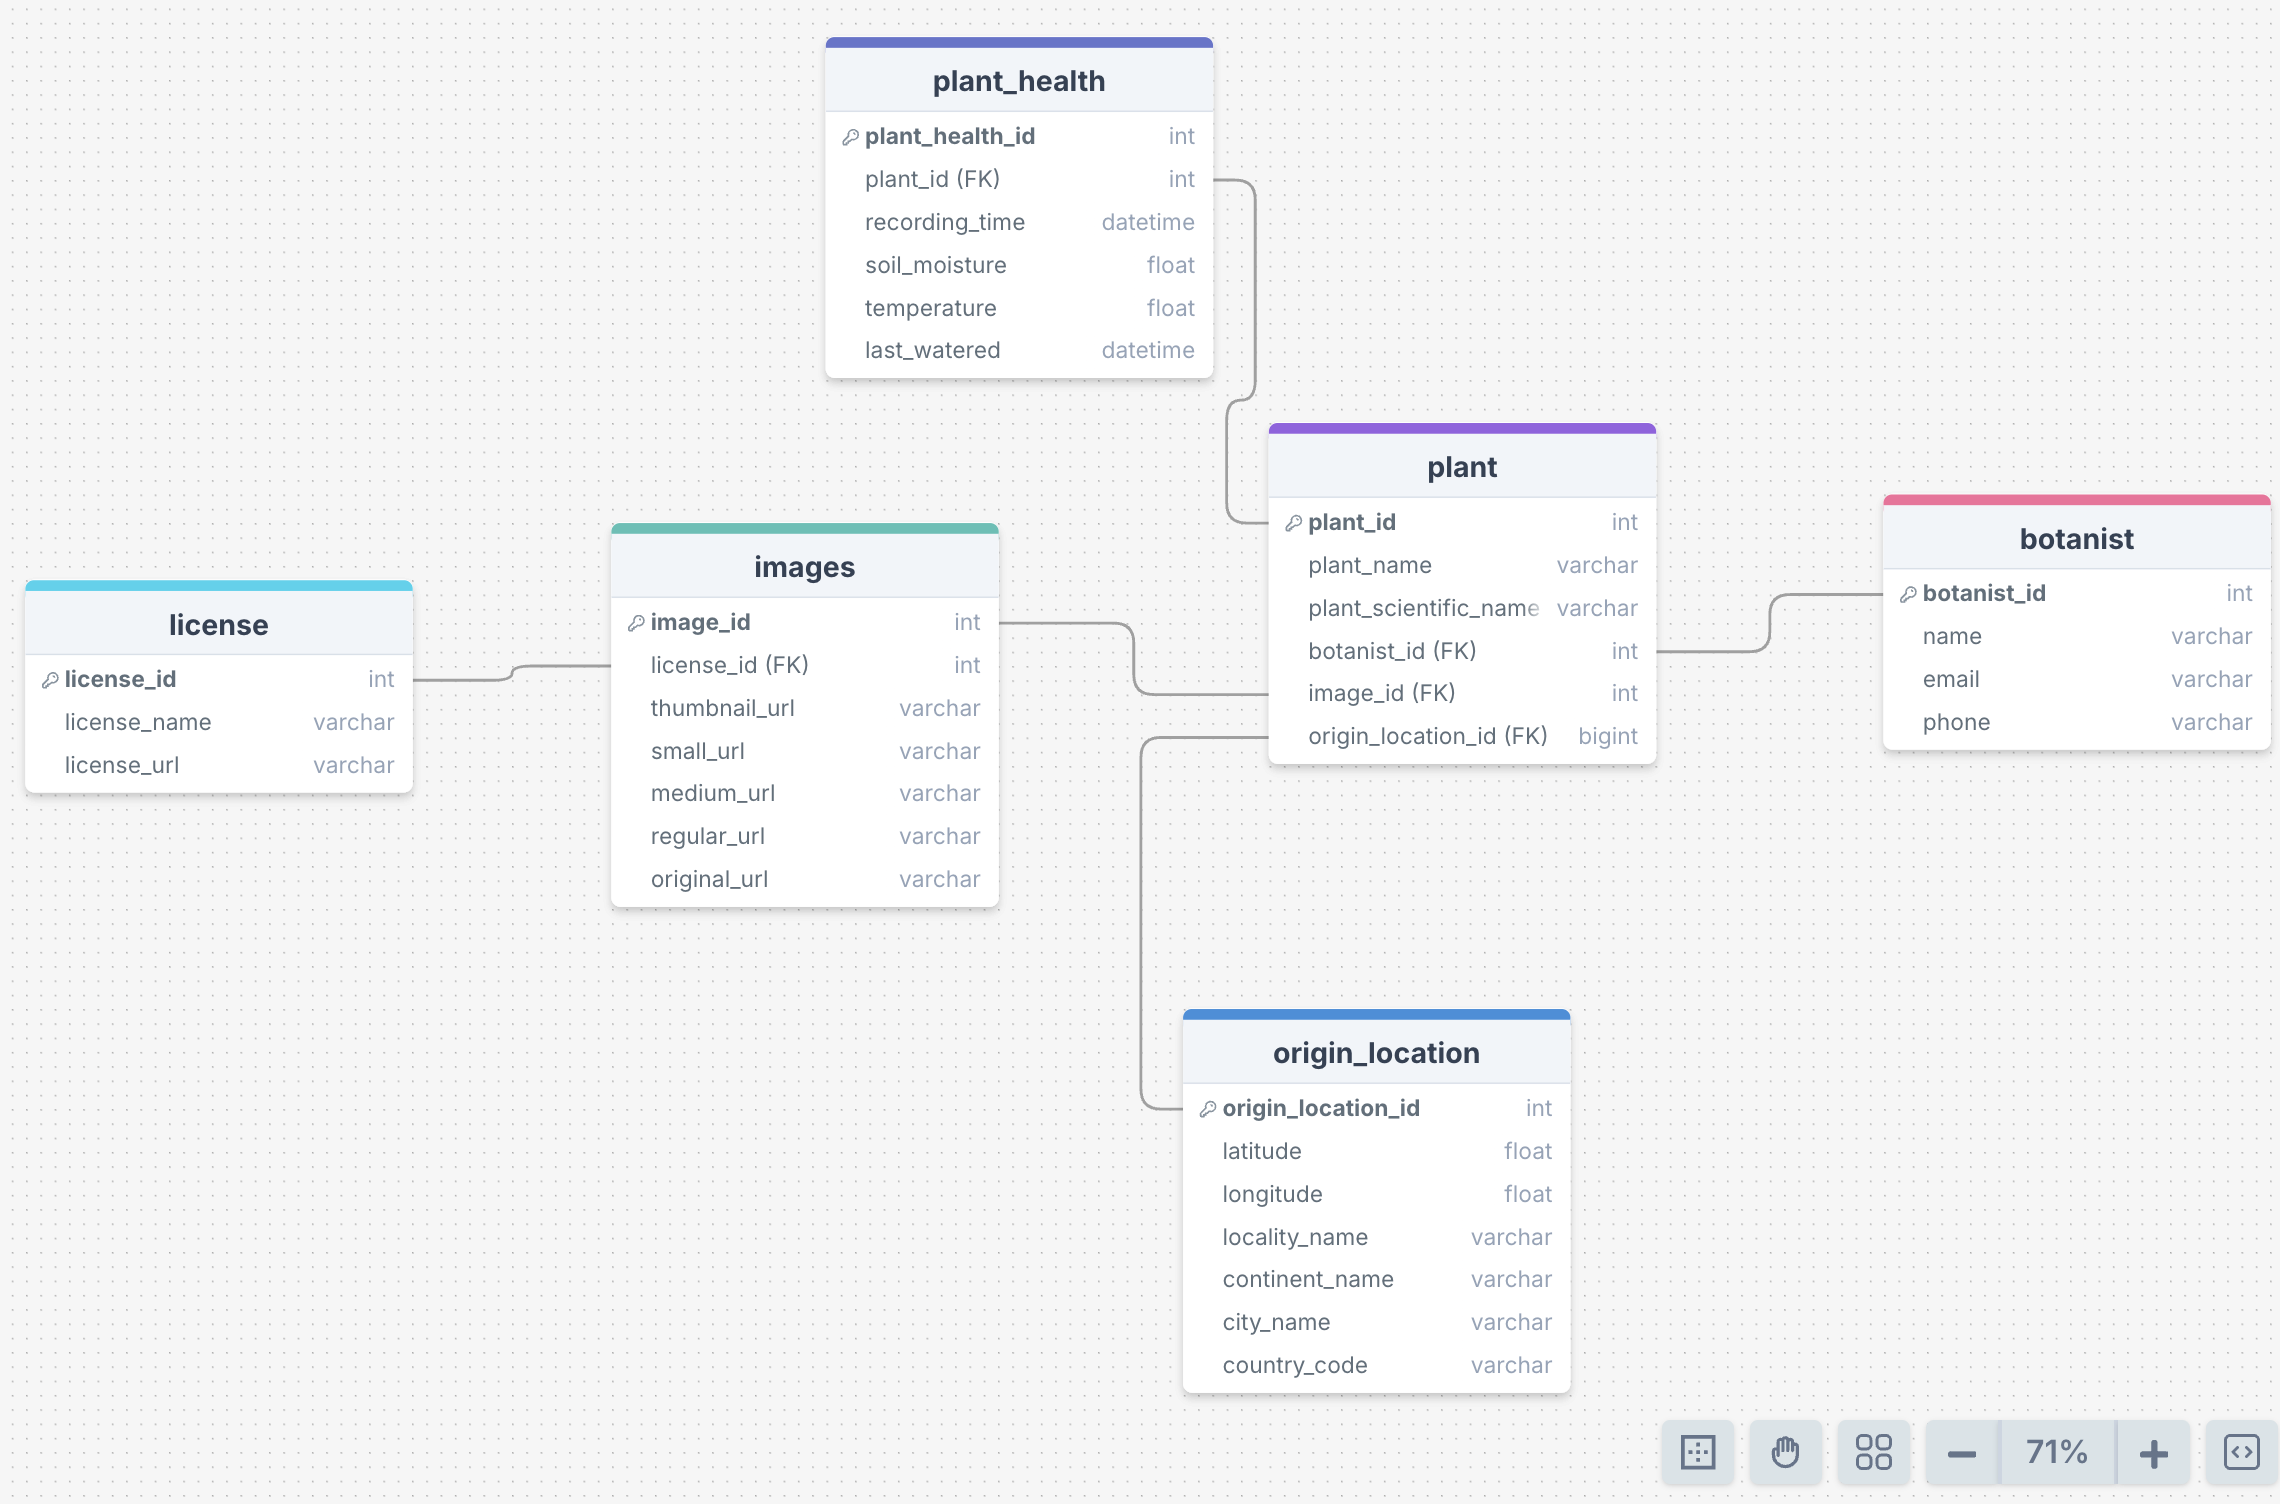 plant_health
plant_health_id int
plant_id (FK) int
recording_time datetime
soil_moisture float
temperature float
last_watered datetime
plant
plant_id int
plant_name varchar
plant_scientific_name varchar
botanist_id (FK) int
image_id (FK) int
origin_location_id (FK) bigint
botanist
botanist_id int
name varchar
email varchar
phone varchar
images
image_id int
license_id (FK) int
thumbnail_url varchar
small_url varchar
medium_url varchar
regular_url varchar
original_url varchar
license
license_id int
license_name varchar
license_url varchar
origin_location
origin_location_id int
latitude float
longitude float
locality_name varchar
continent_name varchar
city_name varchar
country_code varchar
71%